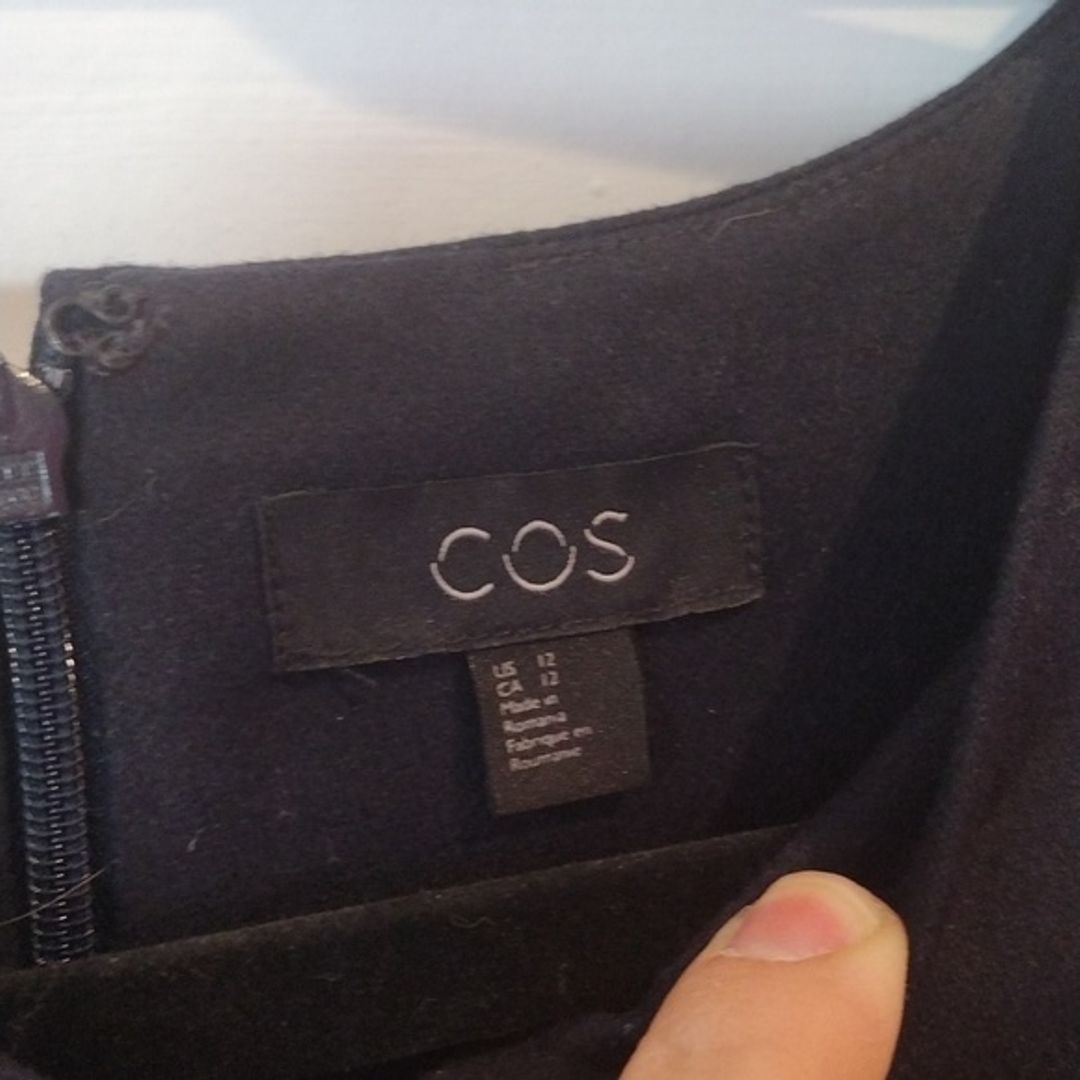 COS
US 12
CA 12
Made in
Romania
Fabriqué en
Roumanie